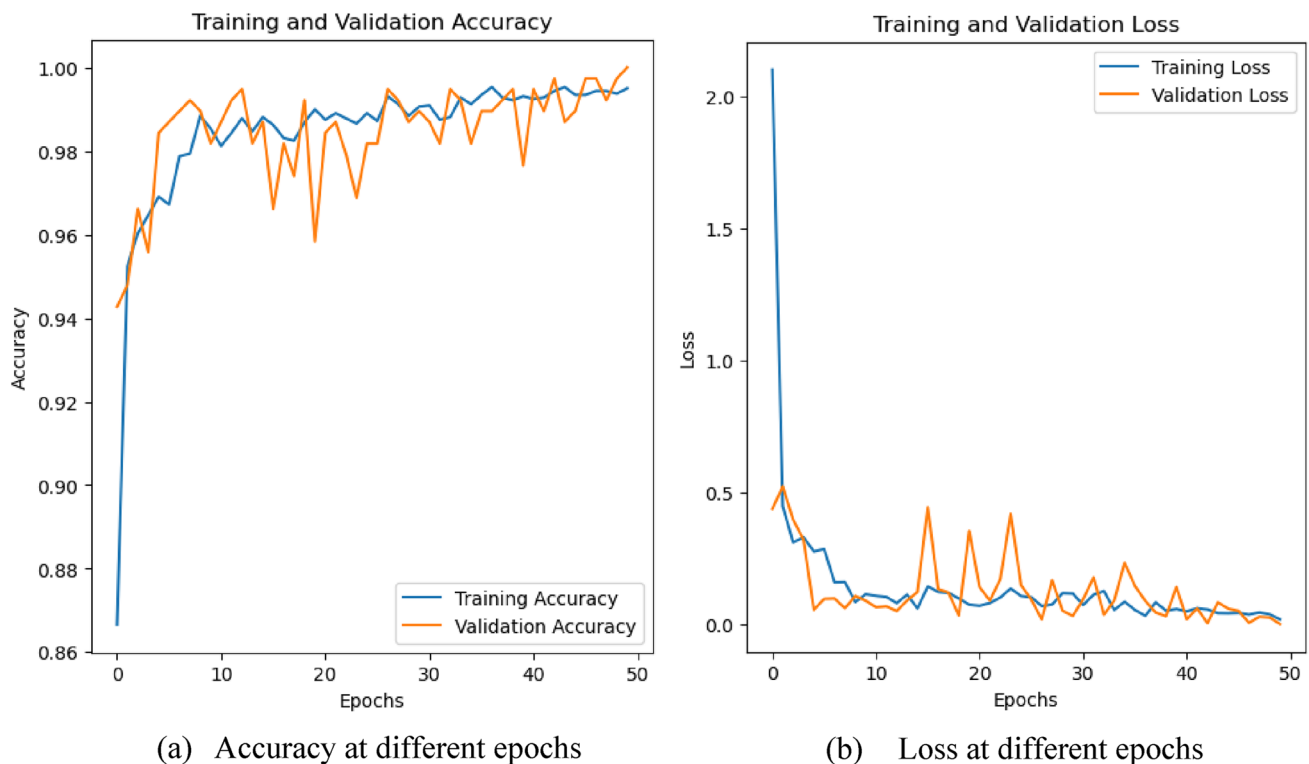 Training and Validation Accuracy
1.00
0.98
0.96
0.94
0.92
0.90
0.88
0.86
Accuracy
Training Accuracy
Validation Accuracy
0 10 20 30 40 50
Epochs
(a) Accuracy at different epochs
Training and Validation Loss
2.0
1.5
1.0
0.5
0.0
Loss
Training Loss
Validation Loss
0 10 20 30 40 50
Epochs
(b) Loss at different epochs